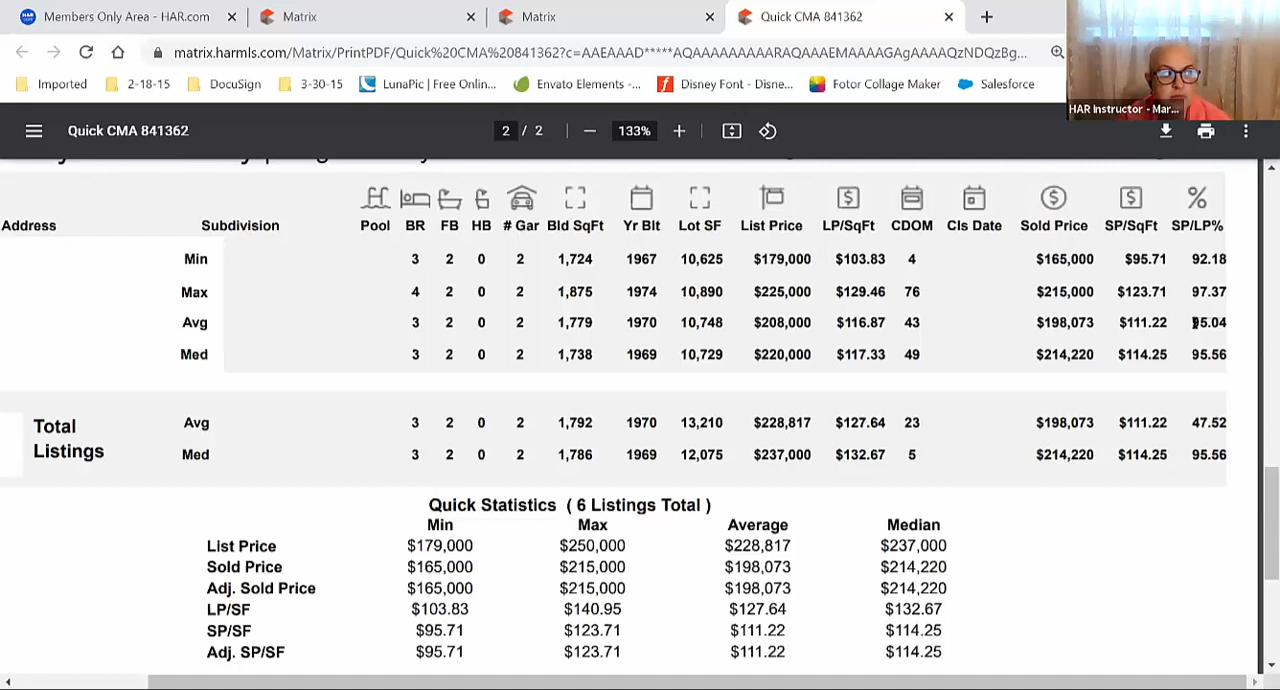 Members Only Area - HAR.com
Matrix
Matrix
Quick CMA 841362
matrix.harmls.com/Matrix/PrintPDF/Quick%20CMA%20841362?c=AAEAAAD*****AQAAAAAAAAARAQAAAEMAAAAGAgAAAAQzNDQzBg...
Imported
2-18-15
DocuSign
3-30-15
LunaPic | Free Onlin...
Envato Elements -...
Disney Font - Disne...
Fotor Collage Maker
Salesforce
HAR Instructor - Mar...
Quick CMA 841362
2 / 2
133%
Address Subdivision Pool BR FB HB # Gar Bld SqFt Yr Blt Lot SF List Price LP/SqFt CDOM Cls Date Sold Price SP/SqFt SP/LP%
Min 3 2 0 2 1,724 1967 10,625 $179,000 $103.83 4 $165,000 $95.71 92.18
Max 4 2 0 2 1,875 1974 10,890 $225,000 $129.46 76 $215,000 $123.71 97.37
Avg 3 2 0 2 1,779 1970 10,748 $208,000 $116.87 43 $198,073 $111.22 95.04
Med 3 2 0 2 1,738 1969 10,729 $220,000 $117.33 49 $214,220 $114.25 95.56
Total Listings
Avg 3 2 0 2 1,792 1970 13,210 $228,817 $127.64 23 $198,073 $111.22 47.52
Med 3 2 0 2 1,786 1969 12,075 $237,000 $132.67 5 $214,220 $114.25 95.56
Quick Statistics ( 6 Listings Total )
Min Max Average Median
List Price $179,000 $250,000 $228,817 $237,000
Sold Price $165,000 $215,000 $198,073 $214,220
Adj. Sold Price $165,000 $215,000 $198,073 $214,220
LP/SF $103.83 $140.95 $127.64 $132.67
SP/SF $95.71 $123.71 $111.22 $114.25
Adj. SP/SF $95.71 $123.71 $111.22 $114.25